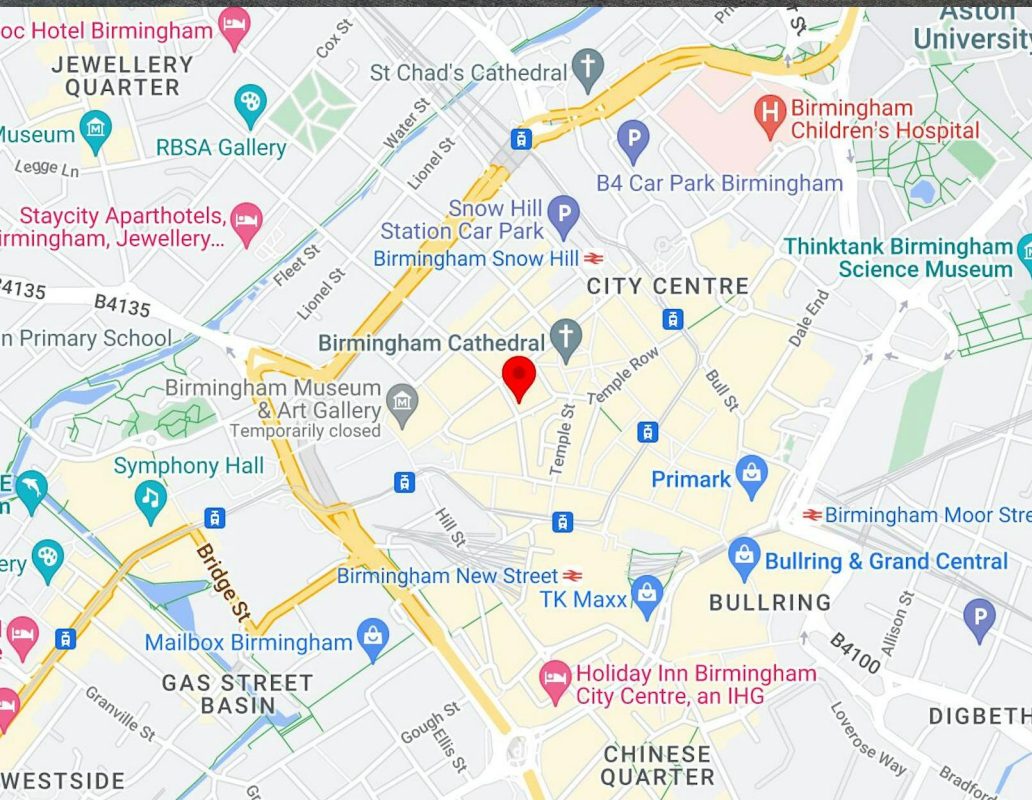 oc Hotel Birmingham
JEWELLERY
QUARTER
Cox St
St Chad's Cathedral
Aston
University
Birmingham
Children's Hospital
Museum
RBSA Gallery
Water St
Lionel St
Legge Ln
B4 Car Park Birmingham
Staycity Aparthotels,
irmingham, Jewellery...
Snow Hill
Station Car Park
Birmingham Snow Hill
Thinktank Birmingham
Science Museum
Fleet St
Lionel St
CITY CENTRE
4135
B4135
Dale End
n Primary School
Birmingham Cathedral
Temple Row
Bull St
Birmingham Museum
& Art Gallery
Temporarily closed
Temple St
Symphony Hall
Primark
Hill St
Birmingham Moor Stre
Bridge St
Bullring & Grand Central
ery
Birmingham New Street
TK Maxx
BULLRING
Allison St
Mailbox Birmingham
B4100
GAS STREET
BASIN
Holiday Inn Birmingham
City Centre, an IHG
Granville St
Gough St
Ellis St
DIGBETH
Loverose Way
CHINESE
QUARTER
WESTSIDE
Bradford
Gr